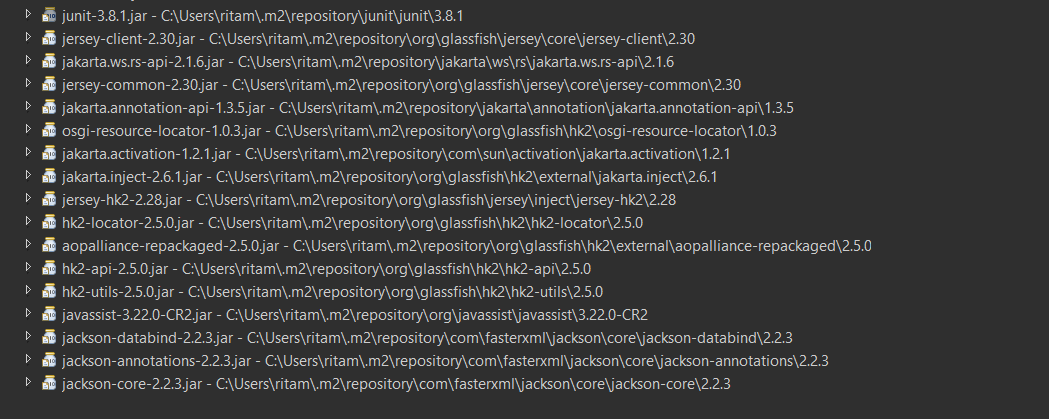 junit-3.8.1.jar - C:\Users\ritam\.m2\repository\junit\junit\3.8.1
jersey-client-2.30.jar - C:\Users\ritam\.m2\repository\org\glassfish\jersey\core\jersey-client\2.30
jakarta.ws.rs-api-2.1.6.jar - C:\Users\ritam\.m2\repository\jakarta\ws\rs\jakarta.ws.rs-api\2.1.6
jersey-common-2.30.jar - C:\Users\ritam\.m2\repository\org\glassfish\jersey\core\jersey-common\2.30
jakarta.annotation-api-1.3.5.jar - C:\Users\ritam\.m2\repository\jakarta\annotation\jakarta.annotation-api\1.3.5
osgi-resource-locator-1.0.3.jar - C:\Users\ritam\.m2\repository\org\glassfish\hk2\osgi-resource-locator\1.0.3
jakarta.activation-1.2.1.jar - C:\Users\ritam\.m2\repository\com\sun\activation\jakarta.activation\1.2.1
jakarta.inject-2.6.1.jar - C:\Users\ritam\.m2\repository\org\glassfish\hk2\external\jakarta.inject\2.6.1
jersey-hk2-2.28.jar - C:\Users\ritam\.m2\repository\org\glassfish\jersey\inject\jersey-hk2\2.28
hk2-locator-2.5.0.jar - C:\Users\ritam\.m2\repository\org\glassfish\hk2\hk2-locator\2.5.0
aopalliance-repackaged-2.5.0.jar - C:\Users\ritam\.m2\repository\org\glassfish\hk2\external\aopalliance-repackaged\2.5.0
hk2-api-2.5.0.jar - C:\Users\ritam\.m2\repository\org\glassfish\hk2\hk2-api\2.5.0
hk2-utils-2.5.0.jar - C:\Users\ritam\.m2\repository\org\glassfish\hk2\hk2-utils\2.5.0
javassist-3.22.0-CR2.jar - C:\Users\ritam\.m2\repository\org\javassist\javassist\3.22.0-CR2
jackson-databind-2.2.3.jar - C:\Users\ritam\.m2\repository\com\fasterxml\jackson\core\jackson-databind\2.2.3
jackson-annotations-2.2.3.jar - C:\Users\ritam\.m2\repository\com\fasterxml\jackson\core\jackson-annotations\2.2.3
jackson-core-2.2.3.jar - C:\Users\ritam\.m2\repository\com\fasterxml\jackson\core\jackson-core\2.2.3